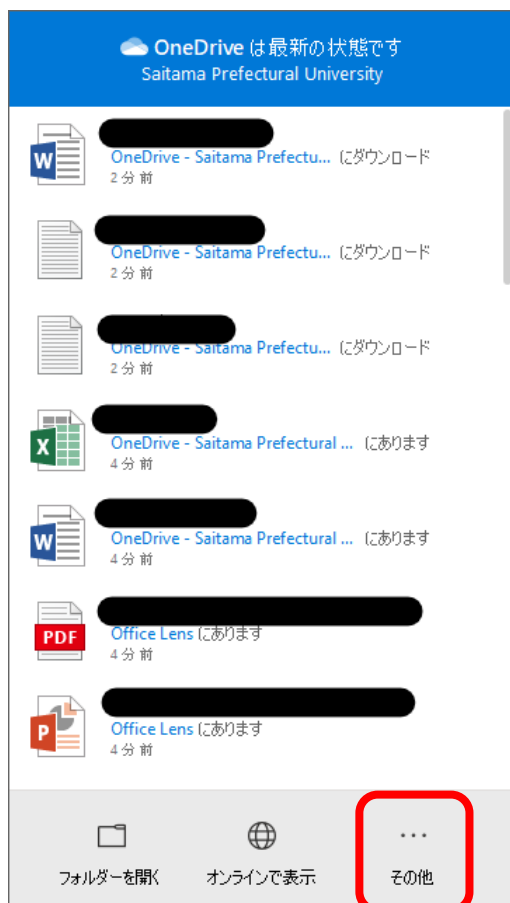 OneDrive は最新の状態です
Saitama Prefectural University
W
OneDrive - Saitama Prefectu... にダウンロード
2 分前
OneDrive - Saitama Prefectu... にダウンロード
2 分前
OneDrive - Saitama Prefectu... にダウンロード
2 分前
X
OneDrive - Saitama Prefectural ... にあります
4 分前
W
OneDrive - Saitama Prefectural ... にあります
4 分前
PDF
Office Lens にあります
4 分前
P
Office Lens にあります
4 分前
フォルダーを開く オンラインで表示 ... その他